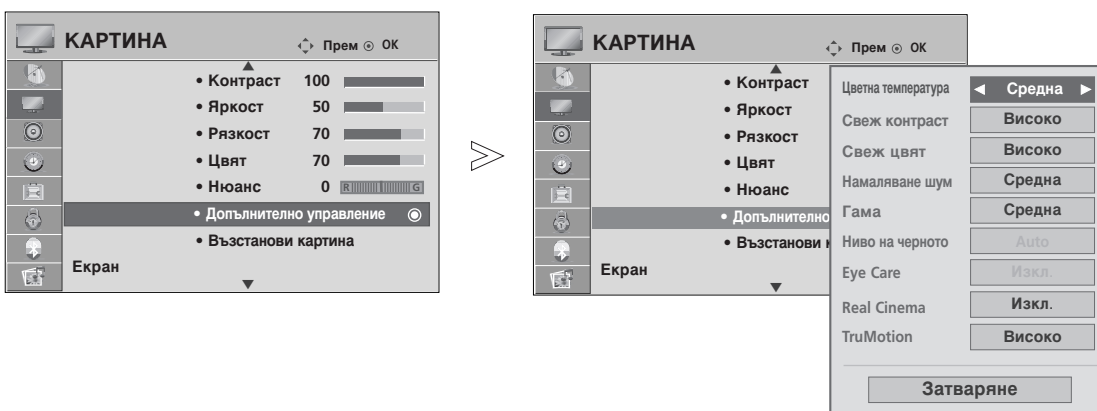 КАРТИНА Прем OK
• Контраст 100
• Яркост 50
• Рязкост 70
• Цвят 70
• Нюанс 0 R G
• Допълнително управление
• Възстанови картина
Екран
КАРТИНА Прем OK
• Контраст
• Яркост
• Рязкост
• Цвят
• Нюанс
• Допълнително
• Възстанови
Екран
Цветна температура Средна
Свеж контраст Високо
Свеж цвят Високо
Намаляване шум Средна
Гама Средна
Ниво на черното Auto
Eye Care Изкл.
Real Cinema Изкл.
TruMotion Високо
Затваряне